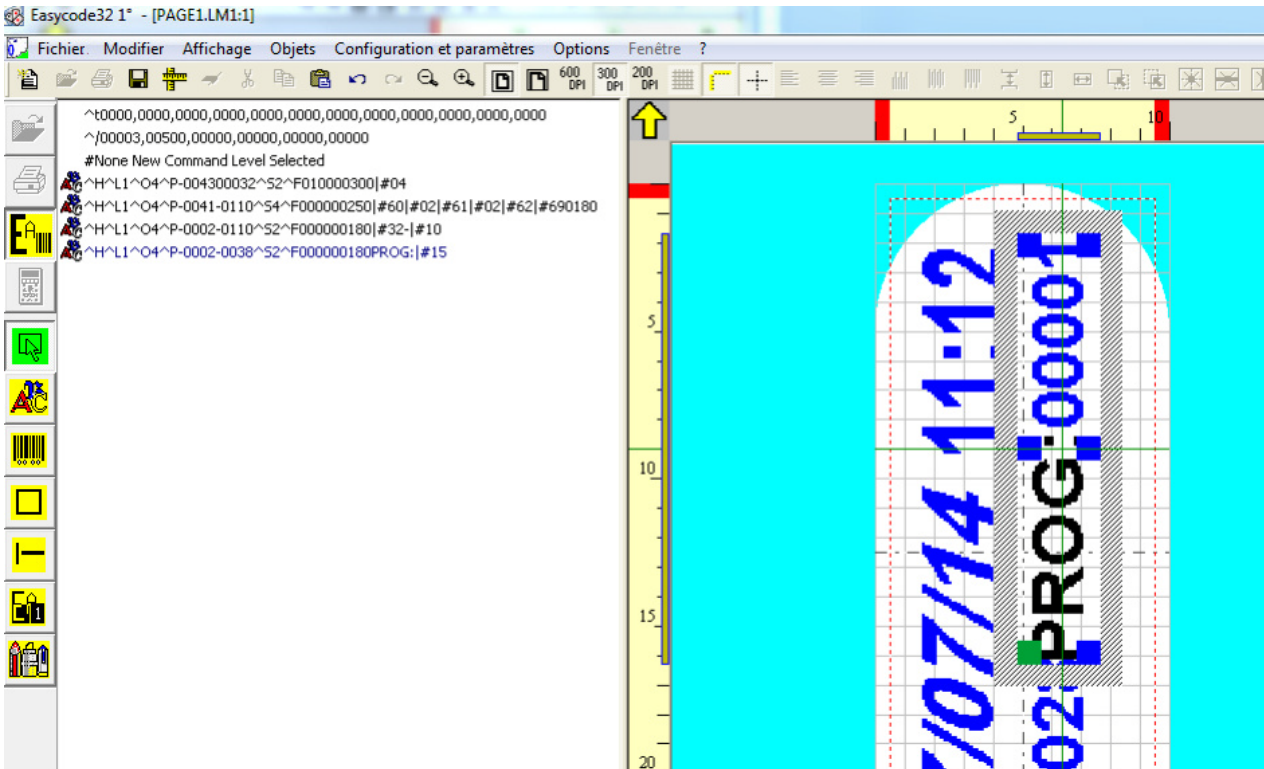 Easycode32 1° - [PAGE1.LM1:1]
Fichier. Modifier Affichage Objets Configuration et paramètres Options Fenêtre ?
600 DPI 300 DPI 200 DPI
^t0000,0000,0000,0000,0000,0000,0000,0000,0000,0000,0000,0000
^/00003,00500,00000,00000,00000,00000
#None New Command Level Selected
^H^L1^O4^P-004300032^S2^F010000300|#04
^H^L1^O4^P-0041-0110^S4^F000000250|#60|#02|#61|#02|#62|#690180
^H^L1^O4^P-0002-0110^S2^F000000180|#32-|#10
^H^L1^O4^P-0002-0038^S2^F000000180PROG:|#15
5
10
5
10
15
20
/07/14 11:12
PROG:00001
02